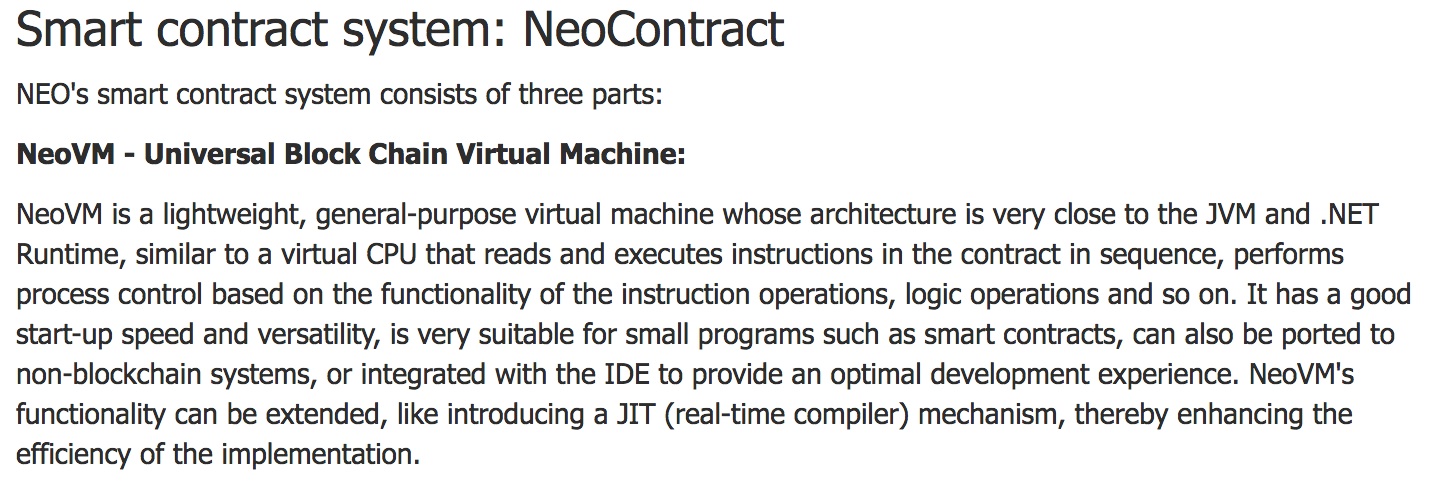 Smart contract system: NeoContract
NEO's smart contract system consists of three parts:
NeoVM - Universal Block Chain Virtual Machine:
NeoVM is a lightweight, general-purpose virtual machine whose architecture is very close to the JVM and .NET
Runtime, similar to a virtual CPU that reads and executes instructions in the contract in sequence, performs
process control based on the functionality of the instruction operations, logic operations and so on. It has a good
start-up speed and versatility, is very suitable for small programs such as smart contracts, can also be ported to
non-blockchain systems, or integrated with the IDE to provide an optimal development experience. NeoVM's
functionality can be extended, like introducing a JIT (real-time compiler) mechanism, thereby enhancing the
efficiency of the implementation.